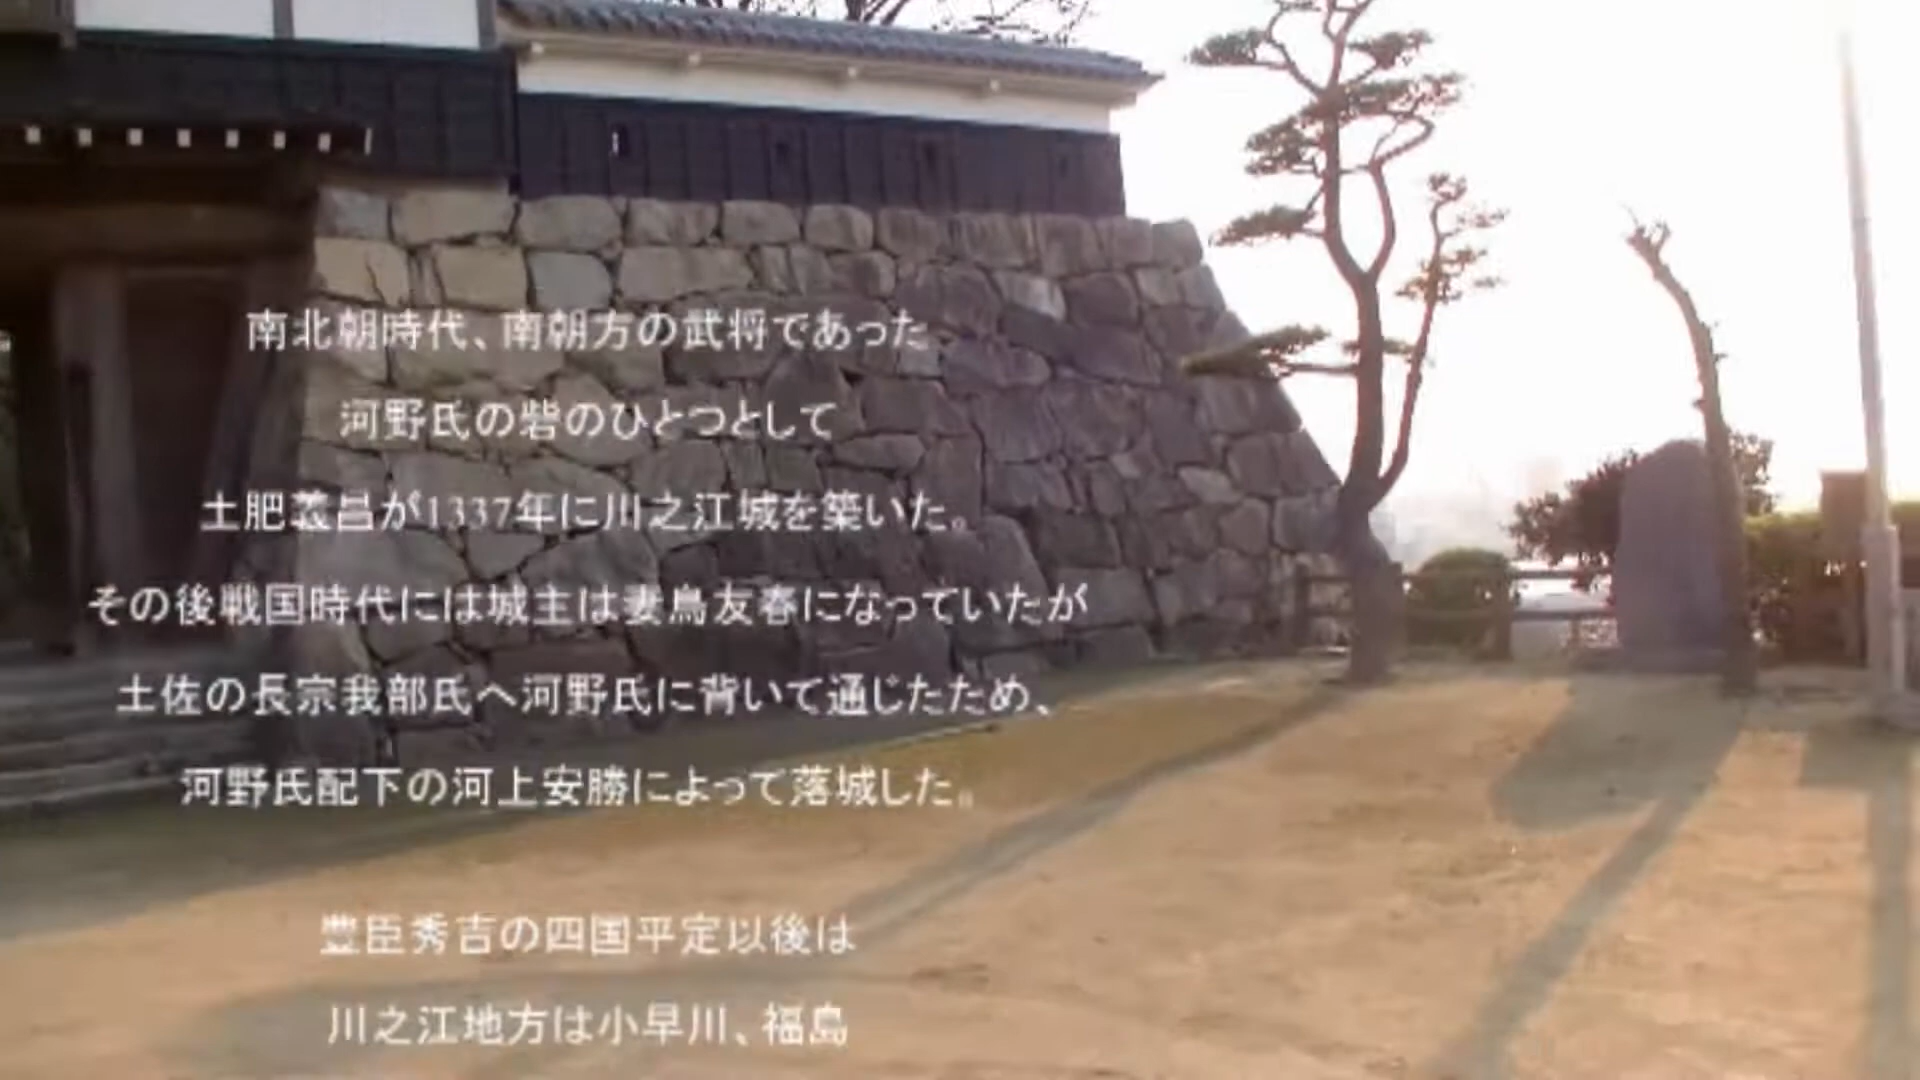 南北朝時代、南朝方の武将であった
河野氏の砦のひとつとして
土肥義昌が1337年に川之江城を築いた。
その後戦国時代には城主は妻鳥友春になっていたが
土佐の長宗我部氏へ河野氏に背いて通じたため、
河野氏配下の河上安勝によって落城した。
豊臣秀吉の四国平定以後は
川之江地方は小早川、福島